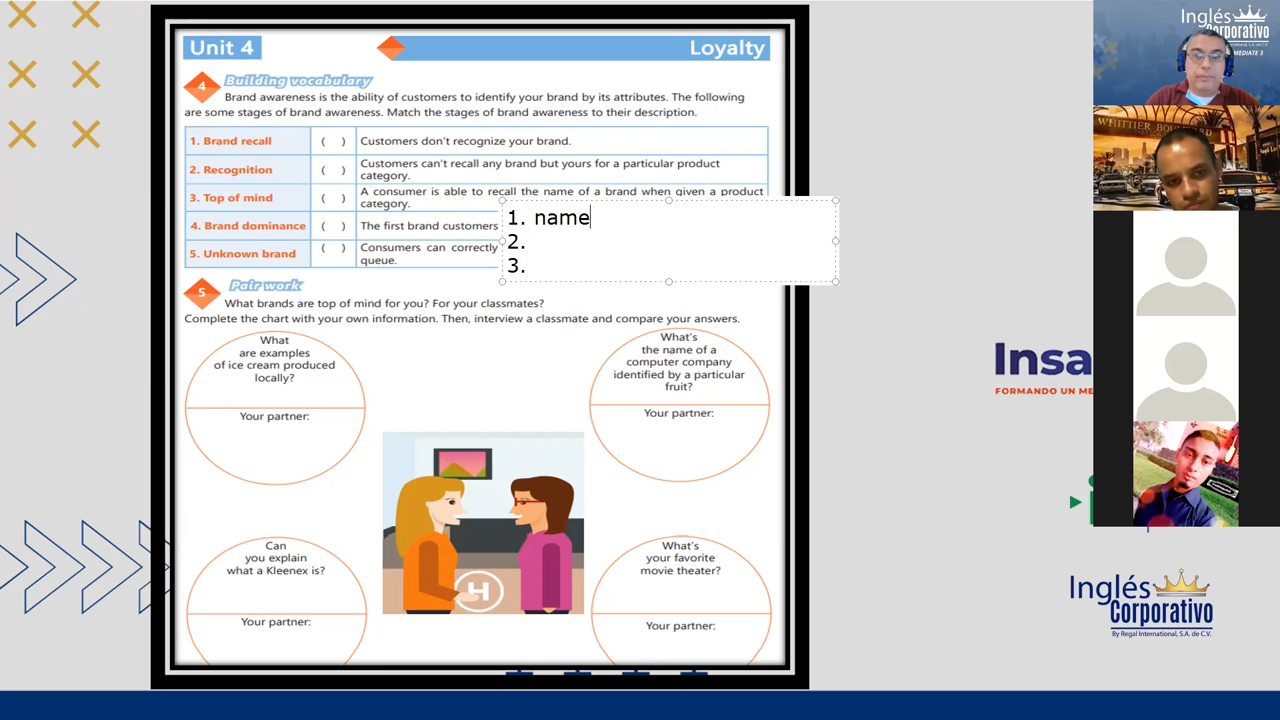 Unit 4
Loyalty
4
Building vocabulary
Brand awareness is the ability of customers to identify your brand by its attributes. The following
are some stages of brand awareness. Match the stages of brand awareness to their description.
1. Brand recall ( ) Customers don't recognize your brand.
2. Recognition ( ) Customers can't recall any brand but yours for a particular product
category.
3. Top of mind ( ) A consumer is able to recall the name of a brand when given a product
category.
4. Brand dominance ( ) The first brand customers
5. Unknown brand ( ) Consumers can correctly
queue.
1. name
2.
3.
5
Pair work
What brands are top of mind for you? For your classmates?
Complete the chart with your own information. Then, interview a classmate and compare your answers.
What
are examples
of ice cream produced
locally?
Your partner:
What's
the name of a
computer company
identified by a particular
fruit?
Your partner:
Can
you explain
what a Kleenex is?
Your partner:
What's
your favorite
movie theater?
Your partner:
H
Inglés
Corporativo
MEDIATE 3
WHITTIER BOULEVARD
Insa
FORMANDO UN ME
Inglés
Corporativo
By Regal International, S.A. de C.V.